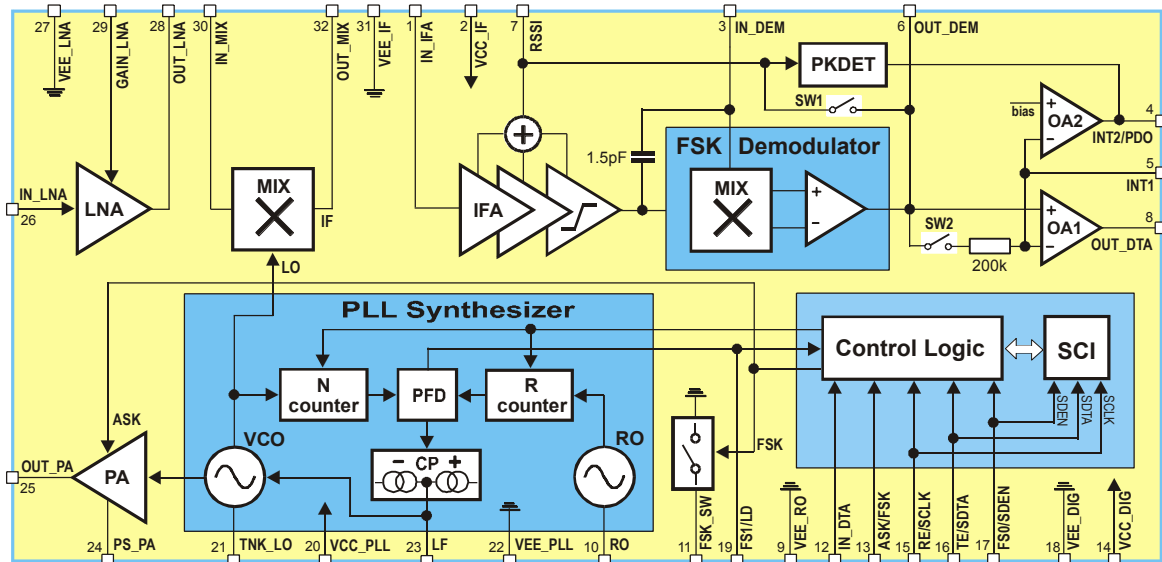 27 29 28 30 32 31 1 2 7 3 6
VEE_LNA
GAIN_LNA
OUT_LNA
IN_MIX
OUT_MIX
VEE_IF
IN_IFA
VCC_IF
RSSI
IN_DEM
OUT_DEM
PKDET
SW1
bias
+
−
OA2
4
INT2/PDO
5
INT1
1.5pF
FSK Demodulator
+
IN_LNA
26
LNA
MIX
IF
LO
IFA
MIX
+
−
SW2
200k
+
−
OA1
8
OUT_DTA
PLL Synthesizer
N counter
PFD
R counter
Control Logic
SCI
SDEN
SDTA
SCLK
ASK
VCO
RO
− CP +
FSK
OUT_PA
25
PA
24
PS_PA
21
TNK_LO
20
VCC_PLL
23
LF
22
VEE_PLL
10
RO
11
FSK_SW
19
FS1/LD
9
VEE_RO
12
IN_DTA
13
ASK/FSK
15
RE/SCLK
16
TE/SDTA
17
FS0/SDEN
18
VEE_DIG
14
VCC_DIG